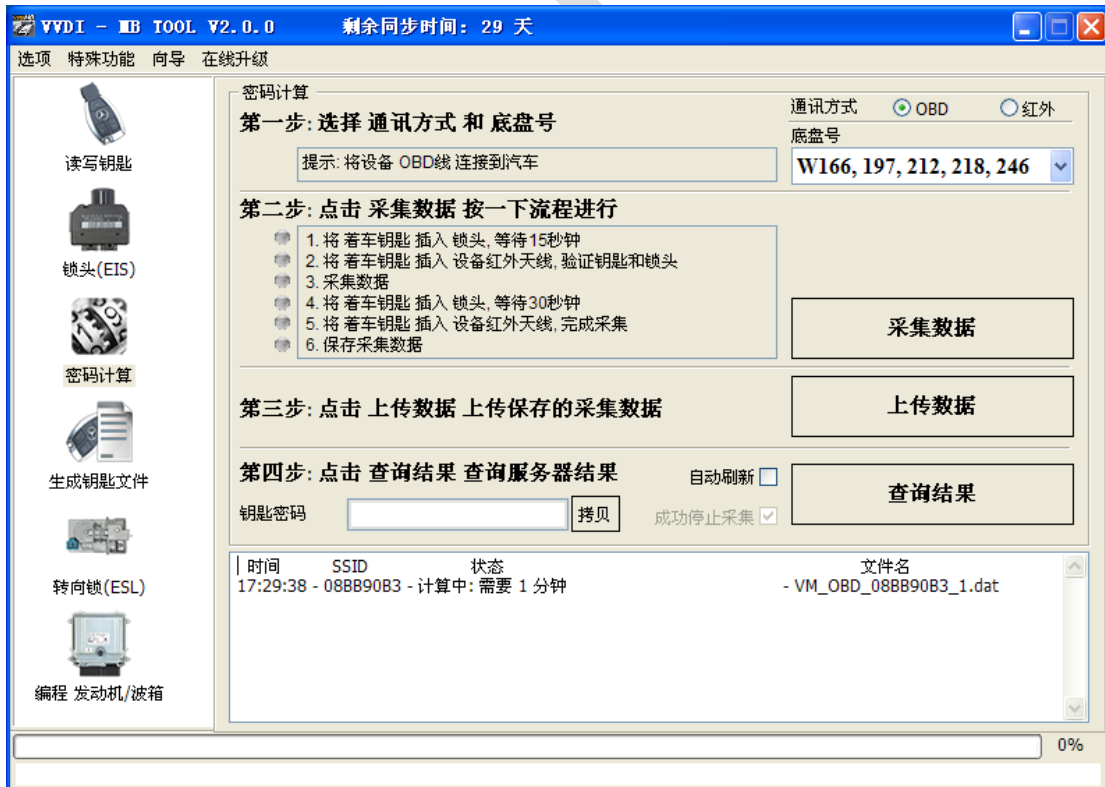 VVDI - MB TOOL V2.0.0 剩余同步时间: 29 天
选项 特殊功能 向导 在线升级
读写钥匙
锁头(EIS)
密码计算
生成钥匙文件
转向锁(ESL)
编程 发动机/波箱
密码计算
第一步: 选择 通讯方式 和 底盘号
通讯方式 OBD 红外
底盘号
提示: 将设备 OBD线 连接到汽车
W166, 197, 212, 218, 246
第二步: 点击 采集数据 按一下流程进行
1. 将 着车钥匙 插入 锁头, 等待15秒钟
2. 将 着车钥匙 插入 设备红外天线, 验证钥匙和锁头
3. 采集数据
4. 将 着车钥匙 插入 锁头, 等待30秒钟
5. 将 着车钥匙 插入 设备红外天线, 完成采集
6. 保存采集数据
采集数据
第三步: 点击 上传数据 上传保存的采集数据
上传数据
第四步: 点击 查询结果 查询服务器结果
自动刷新
查询结果
钥匙密码
拷贝
成功停止采集
时间 SSID 状态 文件名
17:29:38 - 08BB90B3 - 计算中: 需要 1 分钟 - VM_OBD_08BB90B3_1.dat
0%